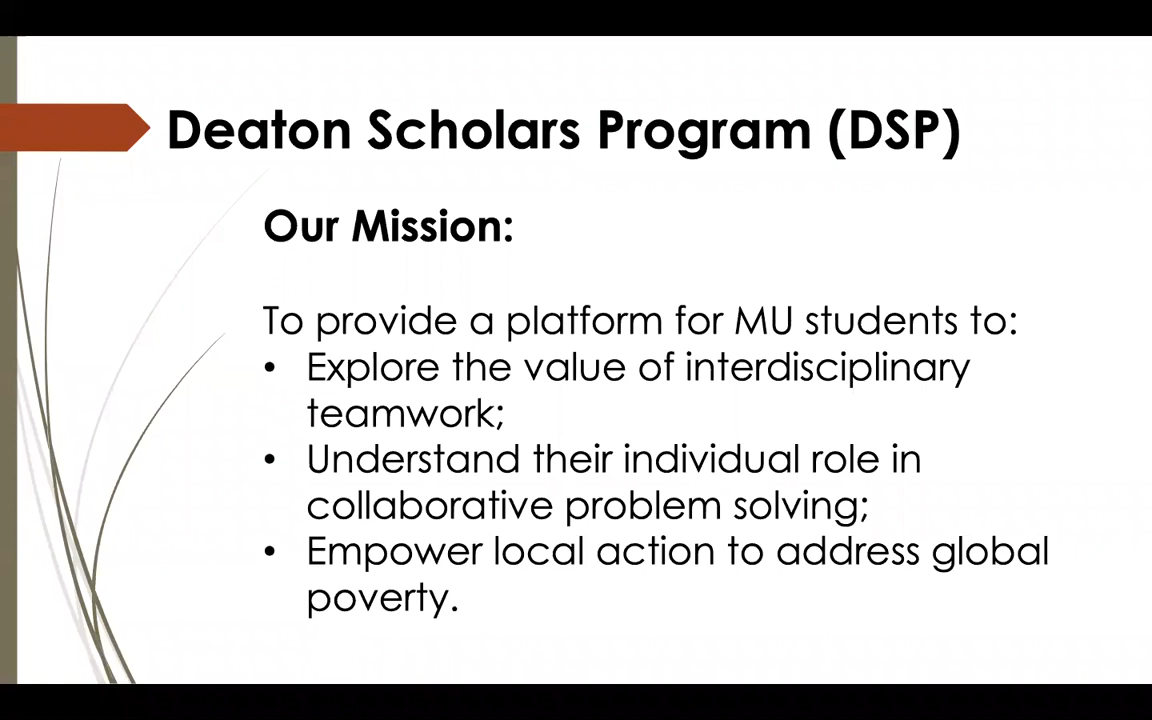 Deaton Scholars Program (DSP)
Our Mission:
To provide a platform for MU students to:
• Explore the value of interdisciplinary
teamwork;
• Understand their individual role in
collaborative problem solving;
• Empower local action to address global
poverty.